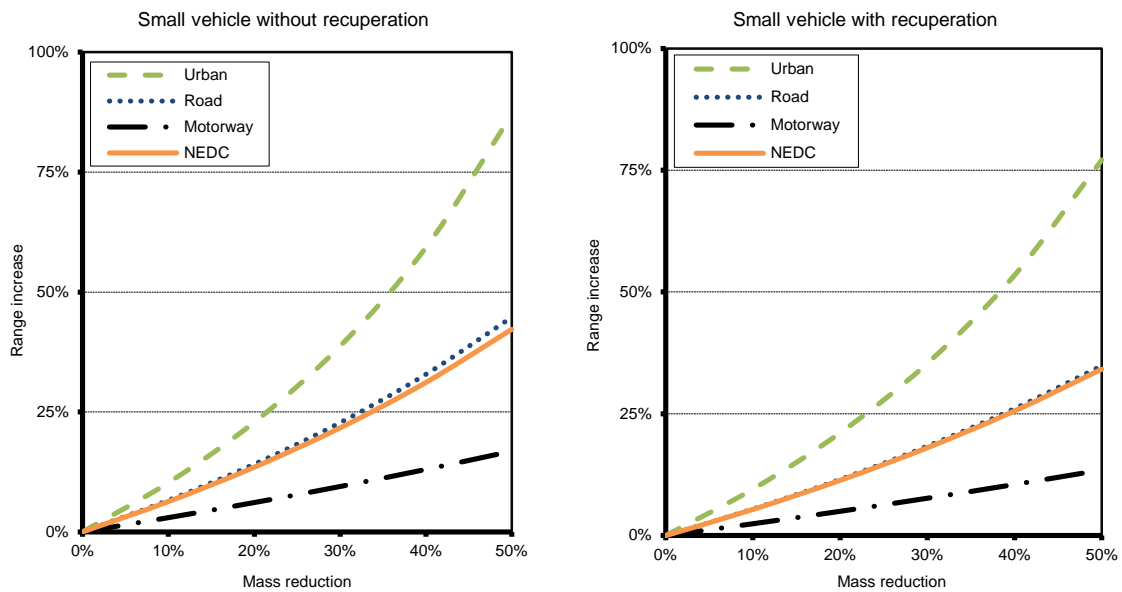 Small vehicle without recuperation
100%
75%
50%
25%
0%
Range increase
Urban
Road
Motorway
NEDC
0%
10%
20%
30%
40%
50%
Mass reduction
Small vehicle with recuperation
100%
75%
50%
25%
0%
Range increase
Urban
Road
Motorway
NEDC
0%
10%
20%
30%
40%
50%
Mass reduction